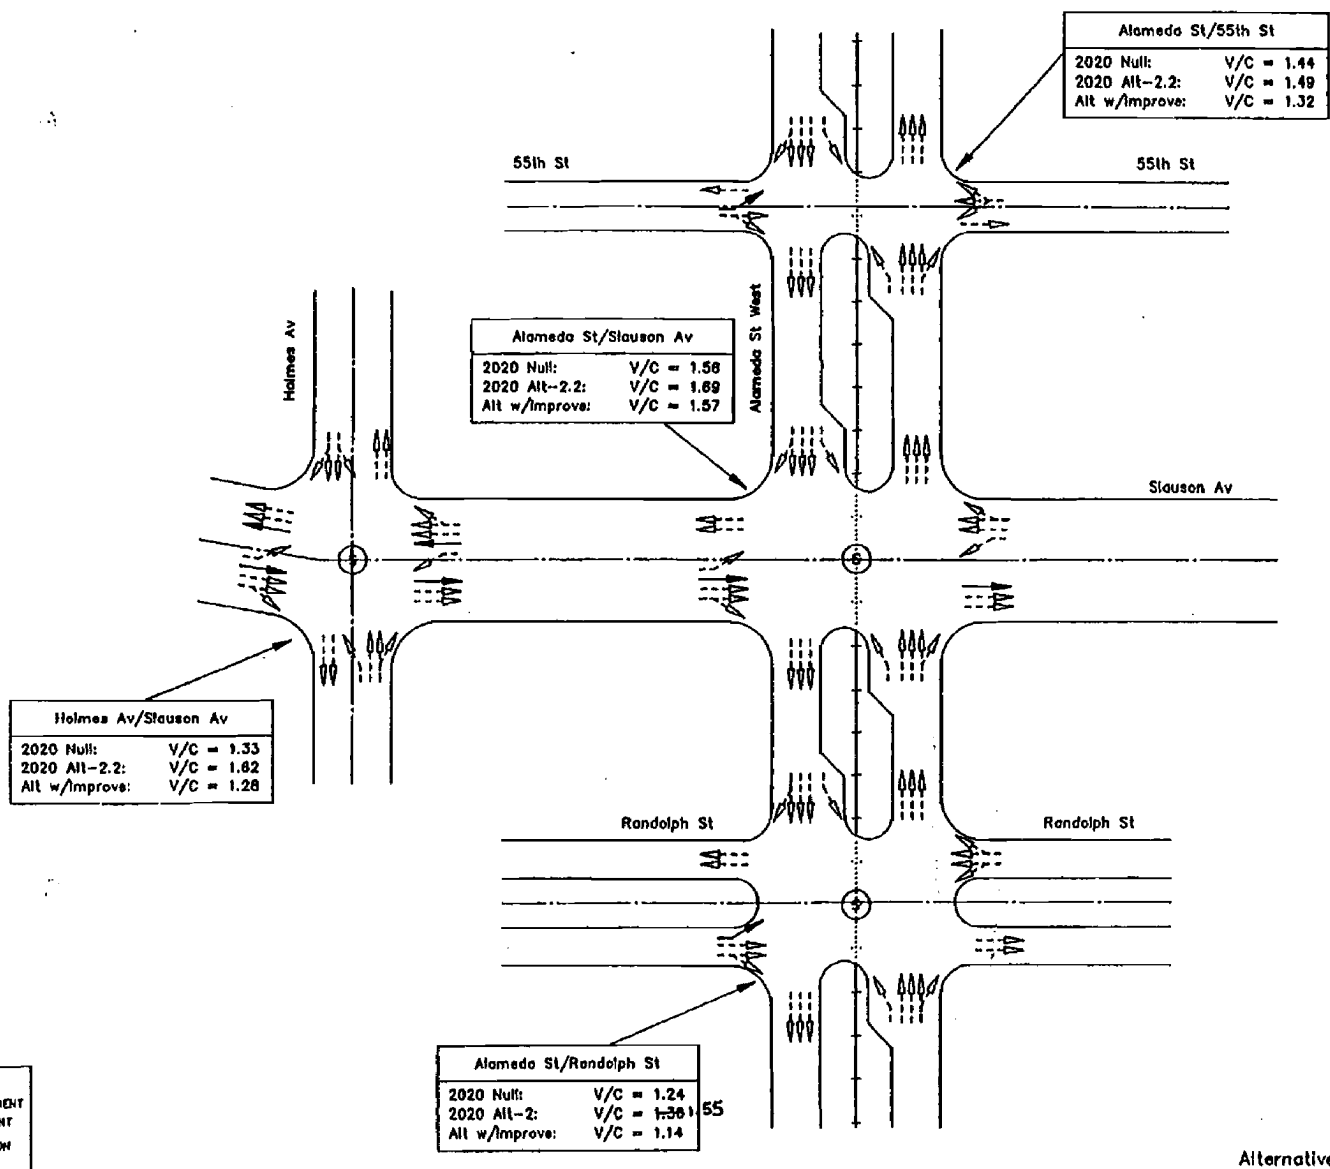 Alameda St/55th St
2020 Null: V/C = 1.44
2020 Alt-2.2: V/C = 1.49
Alt w/Improve: V/C = 1.32
55th St
55th St
Holmes Av
Alameda St West
Alameda St/Slauson Av
2020 Null: V/C = 1.56
2020 Alt-2.2: V/C = 1.69
Alt w/Improve: V/C = 1.57
Slauson Av
Holmes Av/Slauson Av
2020 Null: V/C = 1.33
2020 Alt-2.2: V/C = 1.62
Alt w/Improve: V/C = 1.28
Randolph St
Randolph St
Alameda St/Randolph St
2020 Null: V/C = 1.24
2020 Alt-2: V/C = 1.36 1.55
Alt w/Improve: V/C = 1.14
Alternative